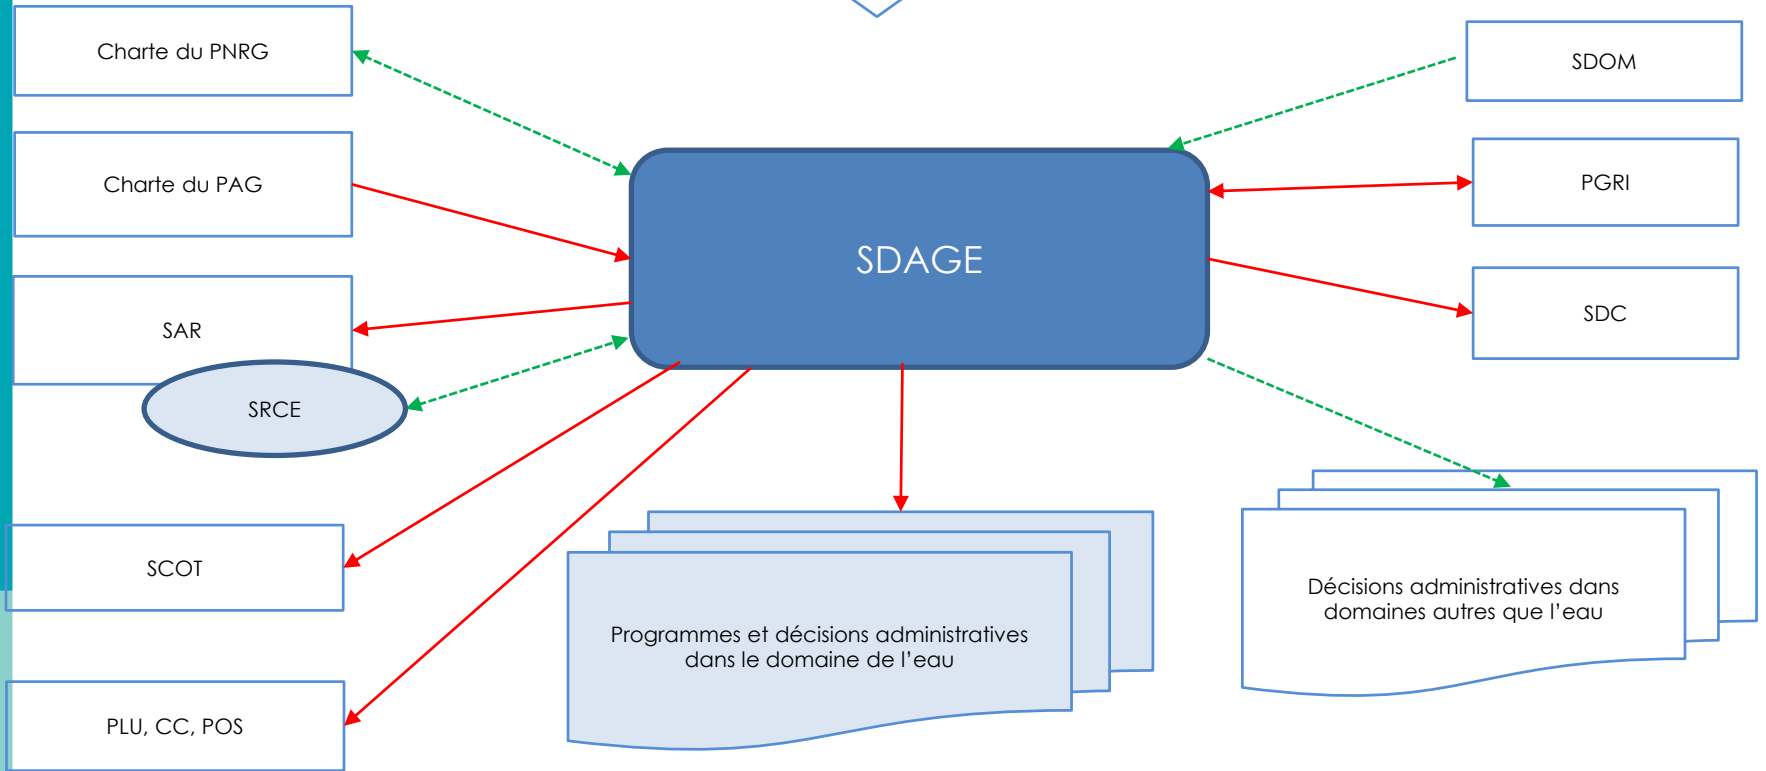 Charte du PNRG
SDOM
Charte du PAG
PGRI
SDAGE
SAR
SDC
SRCE
SCOT
Programmes et décisions administratives
dans le domaine de l’eau
Décisions administratives dans
domaines autres que l’eau
PLU, CC, POS